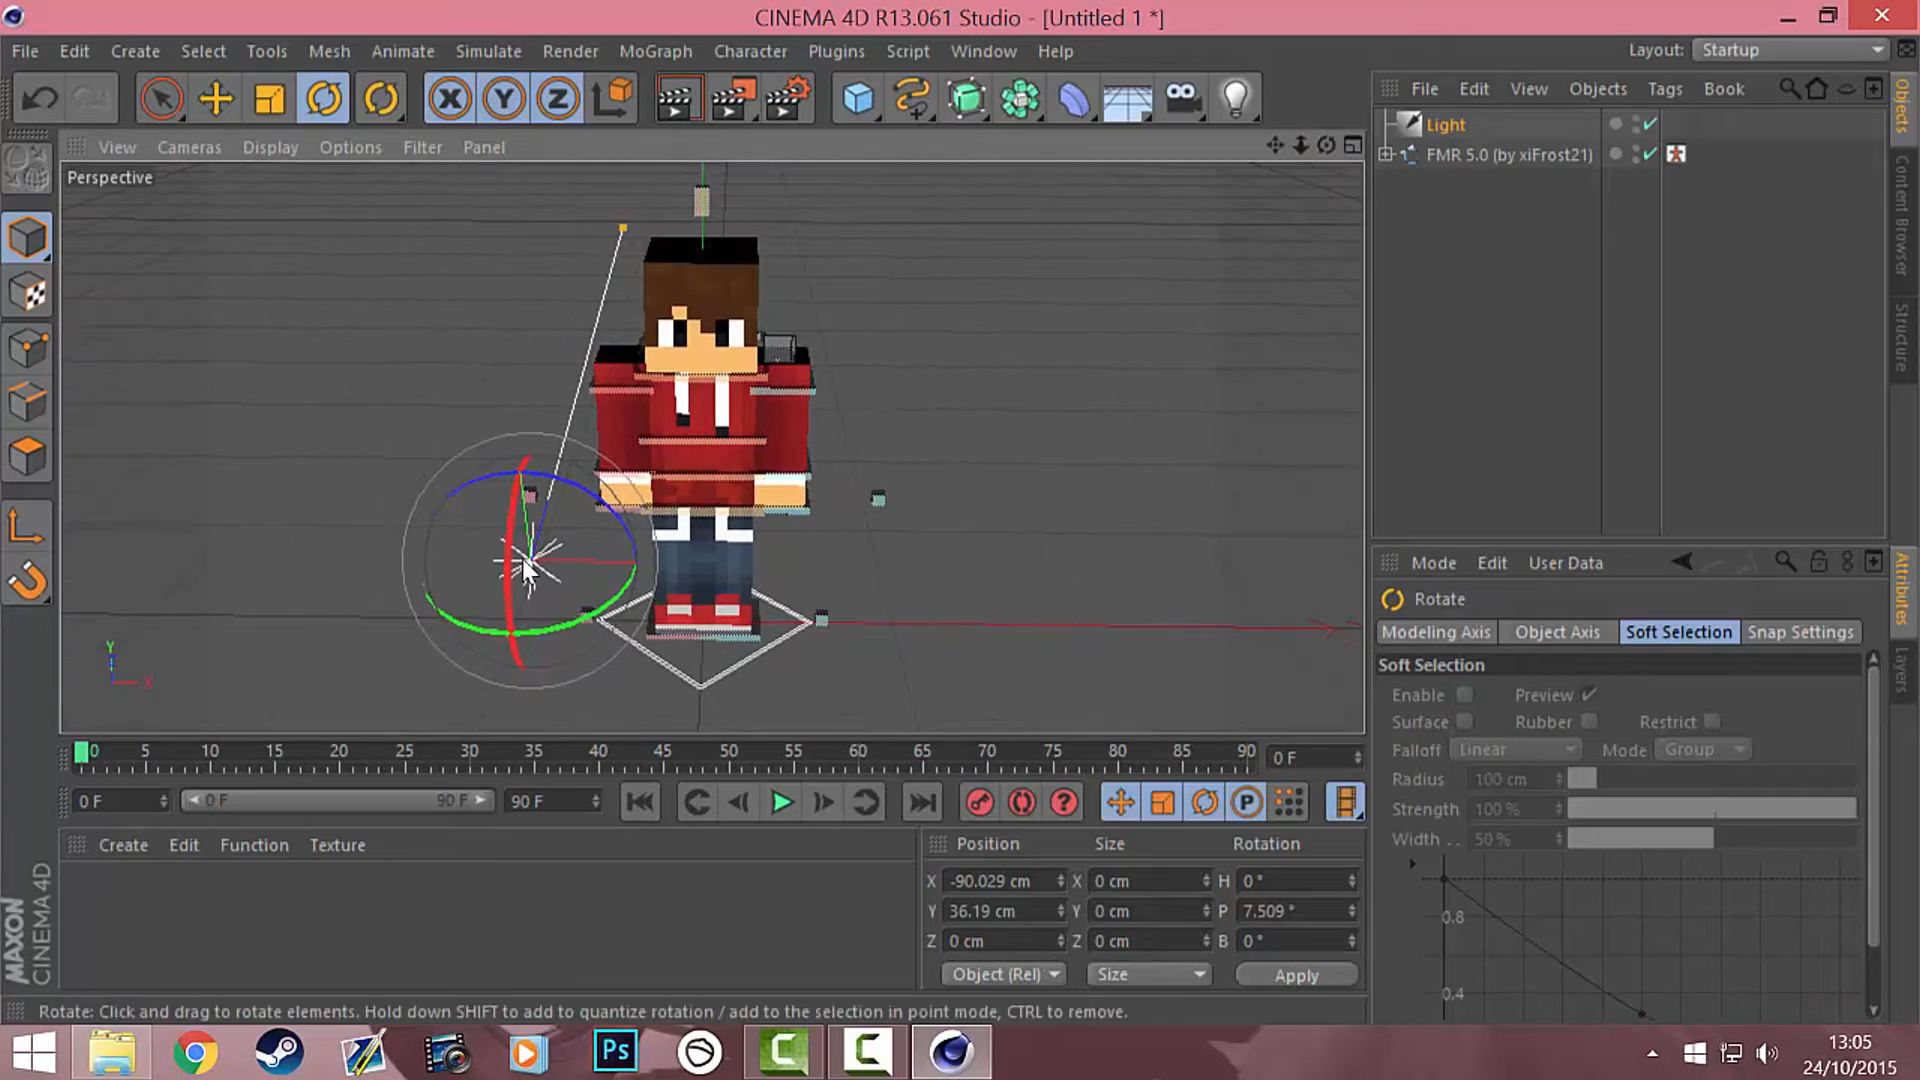 CINEMA 4D R13.061 Studio - [Untitled 1 *]
File Edit Create Select Tools Mesh Animate Simulate Render MoGraph Character Plugins Script Window Help
Layout: Startup
X Y Z
File Edit View Objects Tags Book
Light
FMR 5.0 (by xiFrost21)
Objects
Content Browser
Structure
View Cameras Display Options Filter Panel
Perspective
Y
X
Mode Edit User Data
Attributes
Layers
Rotate
Modeling Axis Object Axis Soft Selection Snap Settings
Soft Selection
Enable Preview
Surface Rubber Restrict
Falloff Linear Mode Group
Radius 100 cm
Strength 100 %
Width . . 50 %
0.8
0.4
0 5 10 15 20 25 30 35 40 45 50 55 60 65 70 75 80 85 90 0 F
0 F 0 F 90 F 90 F
P
Create Edit Function Texture
Position Size Rotation
X -90.029 cm X 0 cm H 0 °
Y 36.19 cm Y 0 cm P 7.509 °
Z 0 cm Z 0 cm B 0 °
Object (Rel) Size Apply
MAXON
CINEMA 4D
Rotate: Click and drag to rotate elements. Hold down SHIFT to add to quantize rotation / add to the selection in point mode, CTRL to remove.
Ps
13:05
24/10/2015